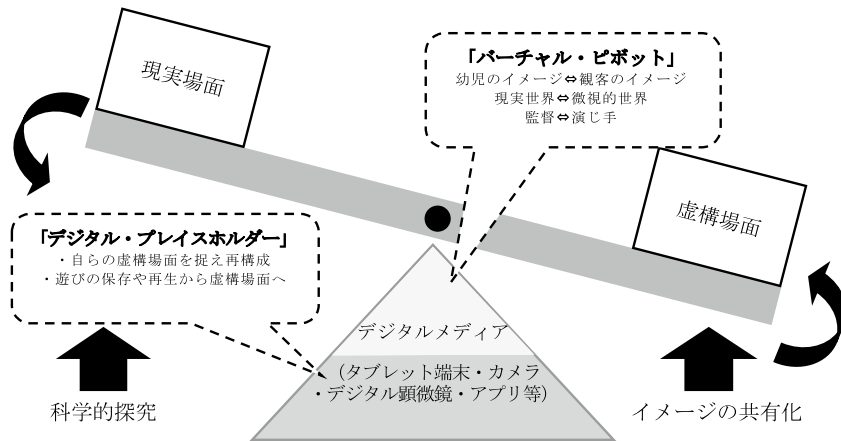 現実場面
「バーチャル・ピボット」
幼児のイメージ⇔観客のイメージ
現実世界⇔微視的世界
監督⇔演じ手
虚構場面
「デジタル・プレイスホルダー」
・自らの虚構場面を捉え再構成
・遊びの保存や再生から虚構場面へ
デジタルメディア
(タブレット端末・カメラ
・デジタル顕微鏡・アプリ等)
科学的探究
イメージの共有化